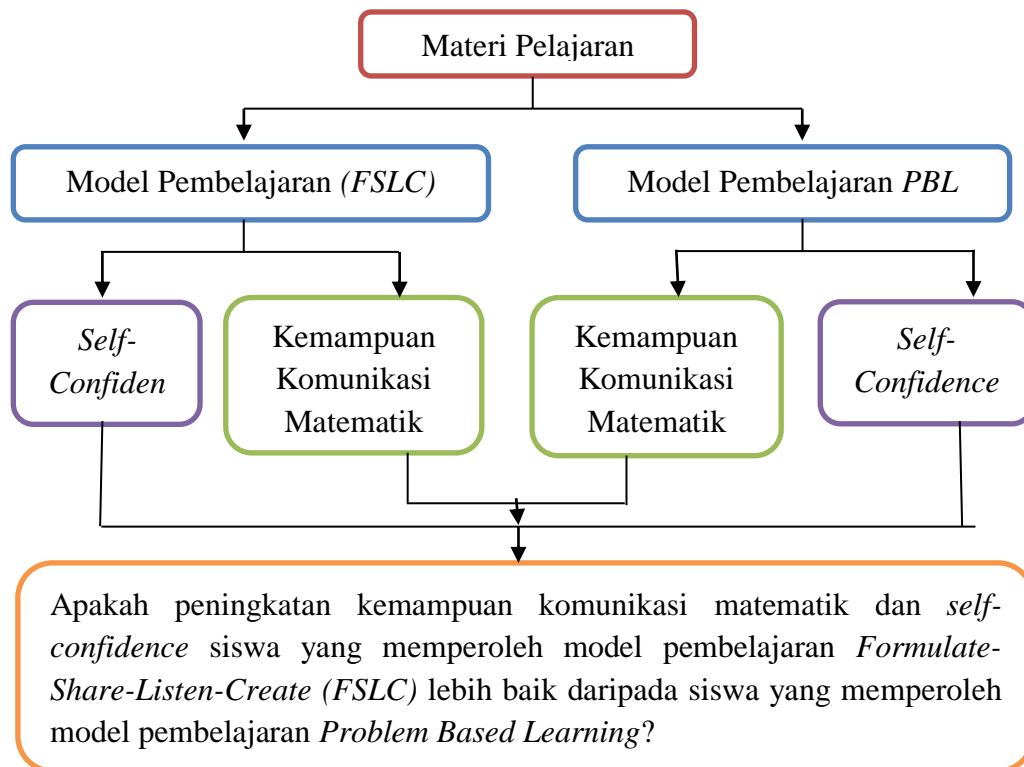 Materi Pelajaran
Model Pembelajaran (FSLC)
Model Pembelajaran PBL
Self-
Confiden
Kemampuan
Komunikasi
Matematik
Kemampuan
Komunikasi
Matematik
Self-
Confidence
Apakah peningkatan kemampuan komunikasi matematik dan self-
confidence siswa yang memperoleh model pembelajaran Formulate-
Share-Listen-Create (FSLC) lebih baik daripada siswa yang memperoleh
model pembelajaran Problem Based Learning?